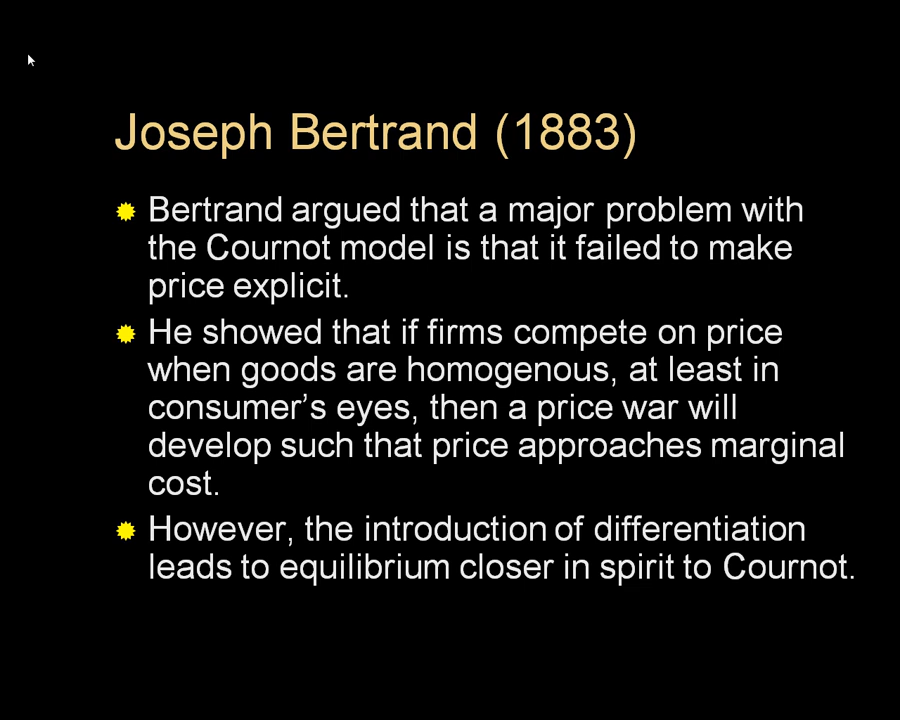 Joseph Bertrand (1883)
Bertrand argued that a major problem with
the Cournot model is that it failed to make
price explicit.
He showed that if firms compete on price
when goods are homogenous, at least in
consumer’s eyes, then a price war will
develop such that price approaches marginal
cost.
However, the introduction of differentiation
leads to equilibrium closer in spirit to Cournot.